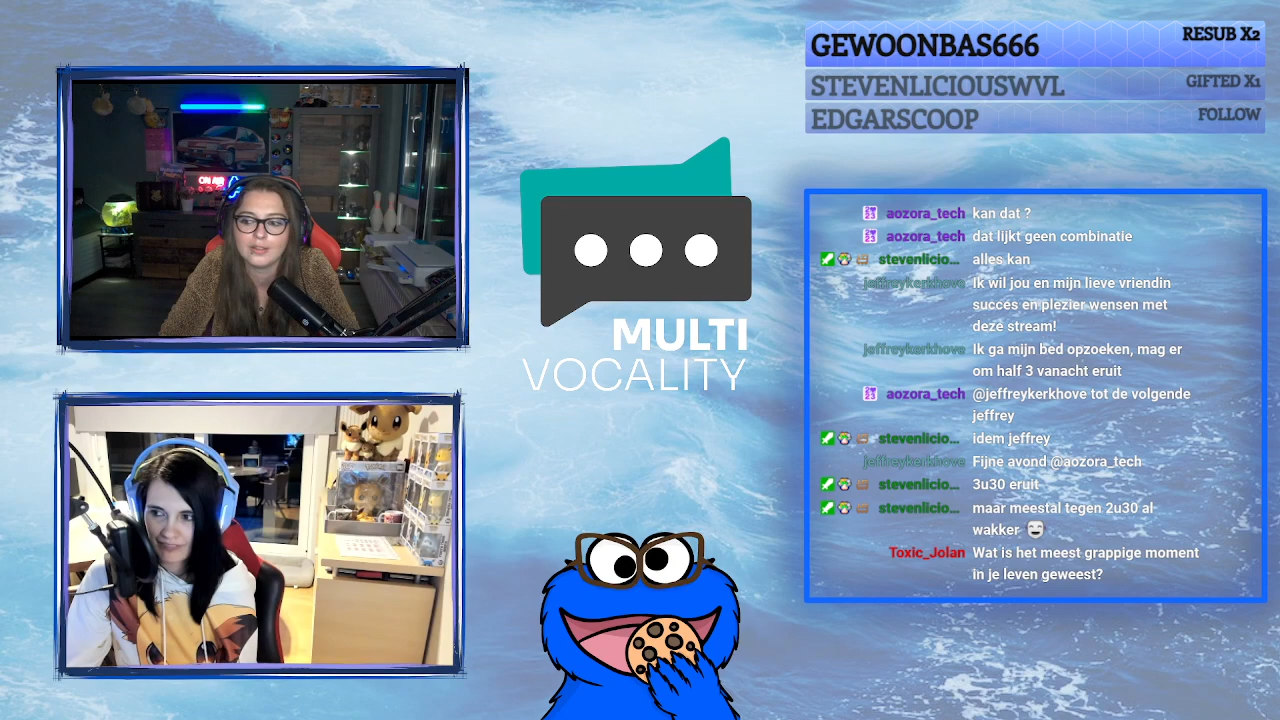 GEWOONBAS666 RESUB X2
STEVENLICIOUSWVL GIFTED X1
EDGARSCOOP FOLLOW
ON AIR
MULTI
VOCALITY
aozora_tech kan dat ?
aozora_tech dat lijkt geen combinatie
stevenlicio... alles kan
jeffreykerkhove Ik wil jou en mijn lieve vriendin
succes en plezier wensen met
deze stream!
jeffreykerkhove Ik ga mijn bed opzoeken, mag er
om half 3 vanacht eruit
aozora_tech @jeffreykerkhove tot de volgende
jeffrey
stevenlicio... idem jeffrey
jeffreykerkhove Fijne avond @aozora_tech
stevenlicio... 3u30 eruit
stevenlicio... maar meestal tegen 2u30 al
wakker
Toxic_Jolan Wat is het meest grappige moment
in je leven geweest?